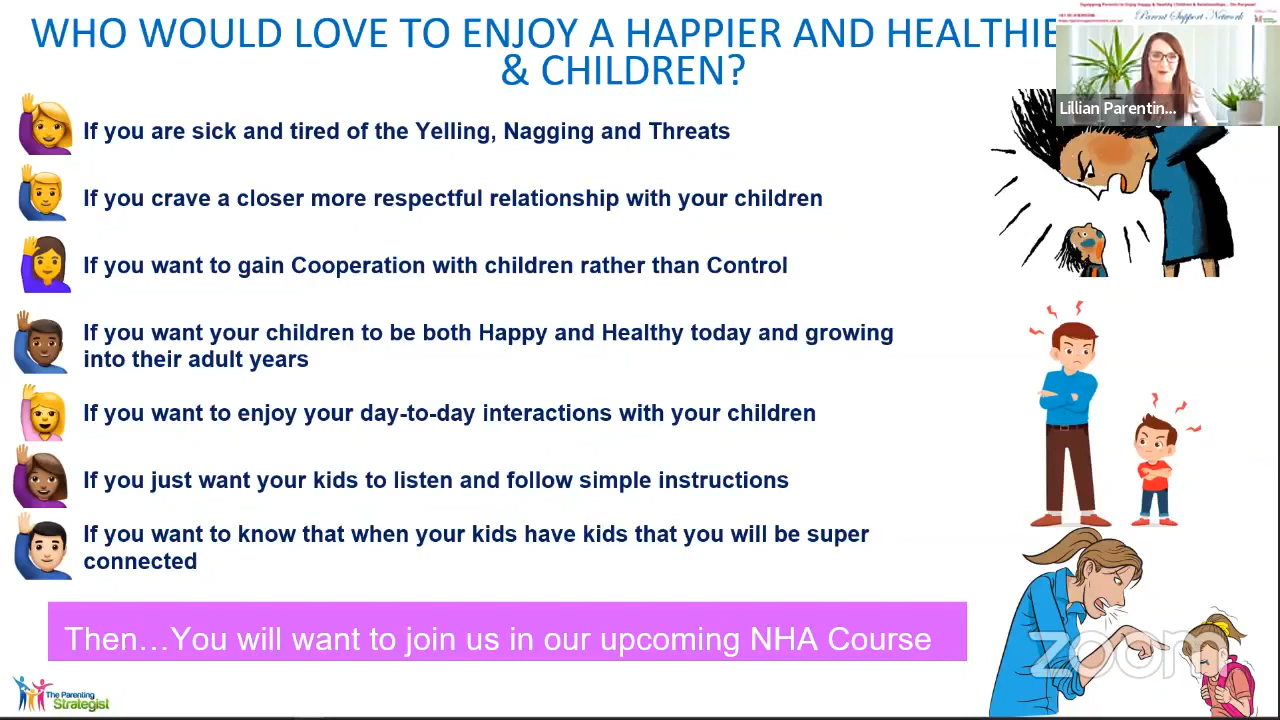 WHO WOULD LOVE TO ENJOY A HAPPIER AND HEALTHIE
& CHILDREN?
Parent Support Network
Lillian Parentin...
If you are sick and tired of the Yelling, Nagging and Threats
If you crave a closer more respectful relationship with your children
If you want to gain Cooperation with children rather than Control
If you want your children to be both Happy and Healthy today and growing
into their adult years
If you want to enjoy your day-to-day interactions with your children
If you just want your kids to listen and follow simple instructions
If you want to know that when your kids have kids that you will be super
connected
Then…You will want to join us in our upcoming NHA Course
zoom
The Parenting
Strategist